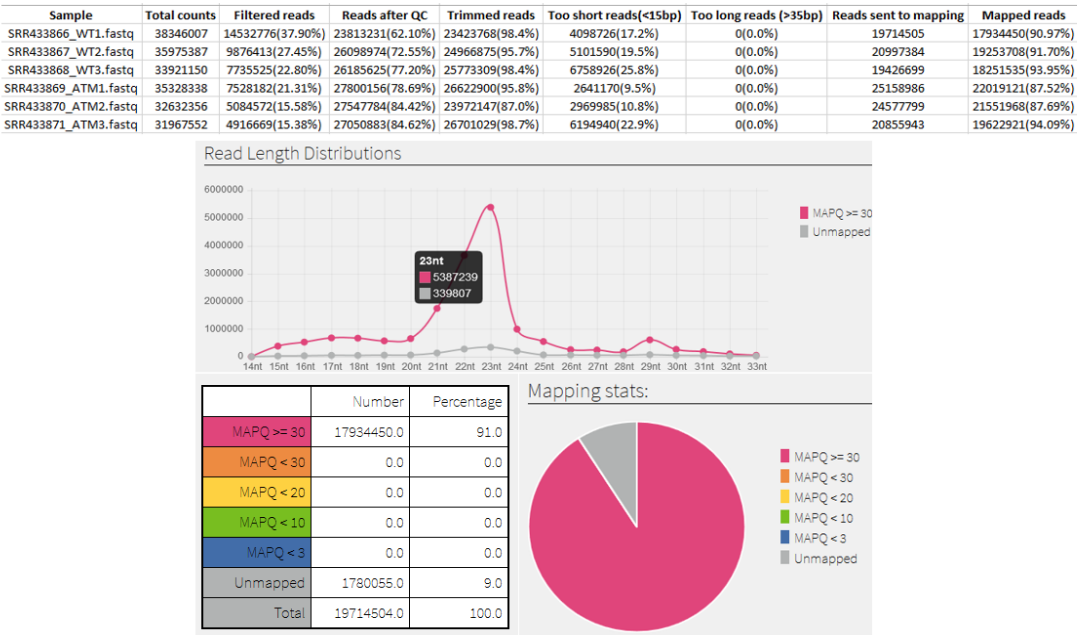 Sample Total counts Filtered reads Reads after QC Trimmed reads Too short reads(<15bp) Too long reads (>35bp) Reads sent to mapping Mapped reads
SRR433866_WT1.fastq 38346007 14532776(37.90%) 23813231(62.10%) 23423768(98.4%) 4098726(17.2%) 0(0.0%) 19714505 17934450(90.97%)
SRR433867_WT2.fastq 35975387 9876413(27.45%) 26098974(72.55%) 24966875(95.7%) 5101590(19.5%) 0(0.0%) 20997384 19253708(91.70%)
SRR433868_WT3.fastq 33921150 7735525(22.80%) 26185625(77.20%) 25773309(98.4%) 6758926(25.8%) 0(0.0%) 19426699 18251535(93.95%)
SRR433869_ATM1.fastq 35328338 7528182(21.31%) 27800156(78.69%) 26622900(95.8%) 2641170(9.5%) 0(0.0%) 25158986 22019121(87.52%)
SRR433870_ATM2.fastq 32632356 5084572(15.58%) 27547784(84.42%) 23972147(87.0%) 2969985(10.8%) 0(0.0%) 24577799 21551968(87.69%)
SRR433871_ATM3.fastq 31967552 4916669(15.38%) 27050883(84.62%) 26701029(98.7%) 6194940(22.9%) 0(0.0%) 20855943 19622921(94.09%)
Read Length Distributions
6000000
5000000
4000000
3000000
2000000
1000000
0
23nt
5387239
339807
MAPQ >= 30
Unmapped
14nt 15nt 16nt 17nt 18nt 19nt 20nt 21nt 22nt 23nt 24nt 25nt 26nt 27nt 28nt 29nt 30nt 31nt 32nt 33nt
Number Percentage
MAPQ >= 30 17934450.0 91.0
MAPQ < 30 0.0 0.0
MAPQ < 20 0.0 0.0
MAPQ < 10 0.0 0.0
MAPQ < 3 0.0 0.0
Unmapped 1780055.0 9.0
Total 19714504.0 100.0
Mapping stats:
MAPQ >= 30
MAPQ < 30
MAPQ < 20
MAPQ < 10
MAPQ < 3
Unmapped